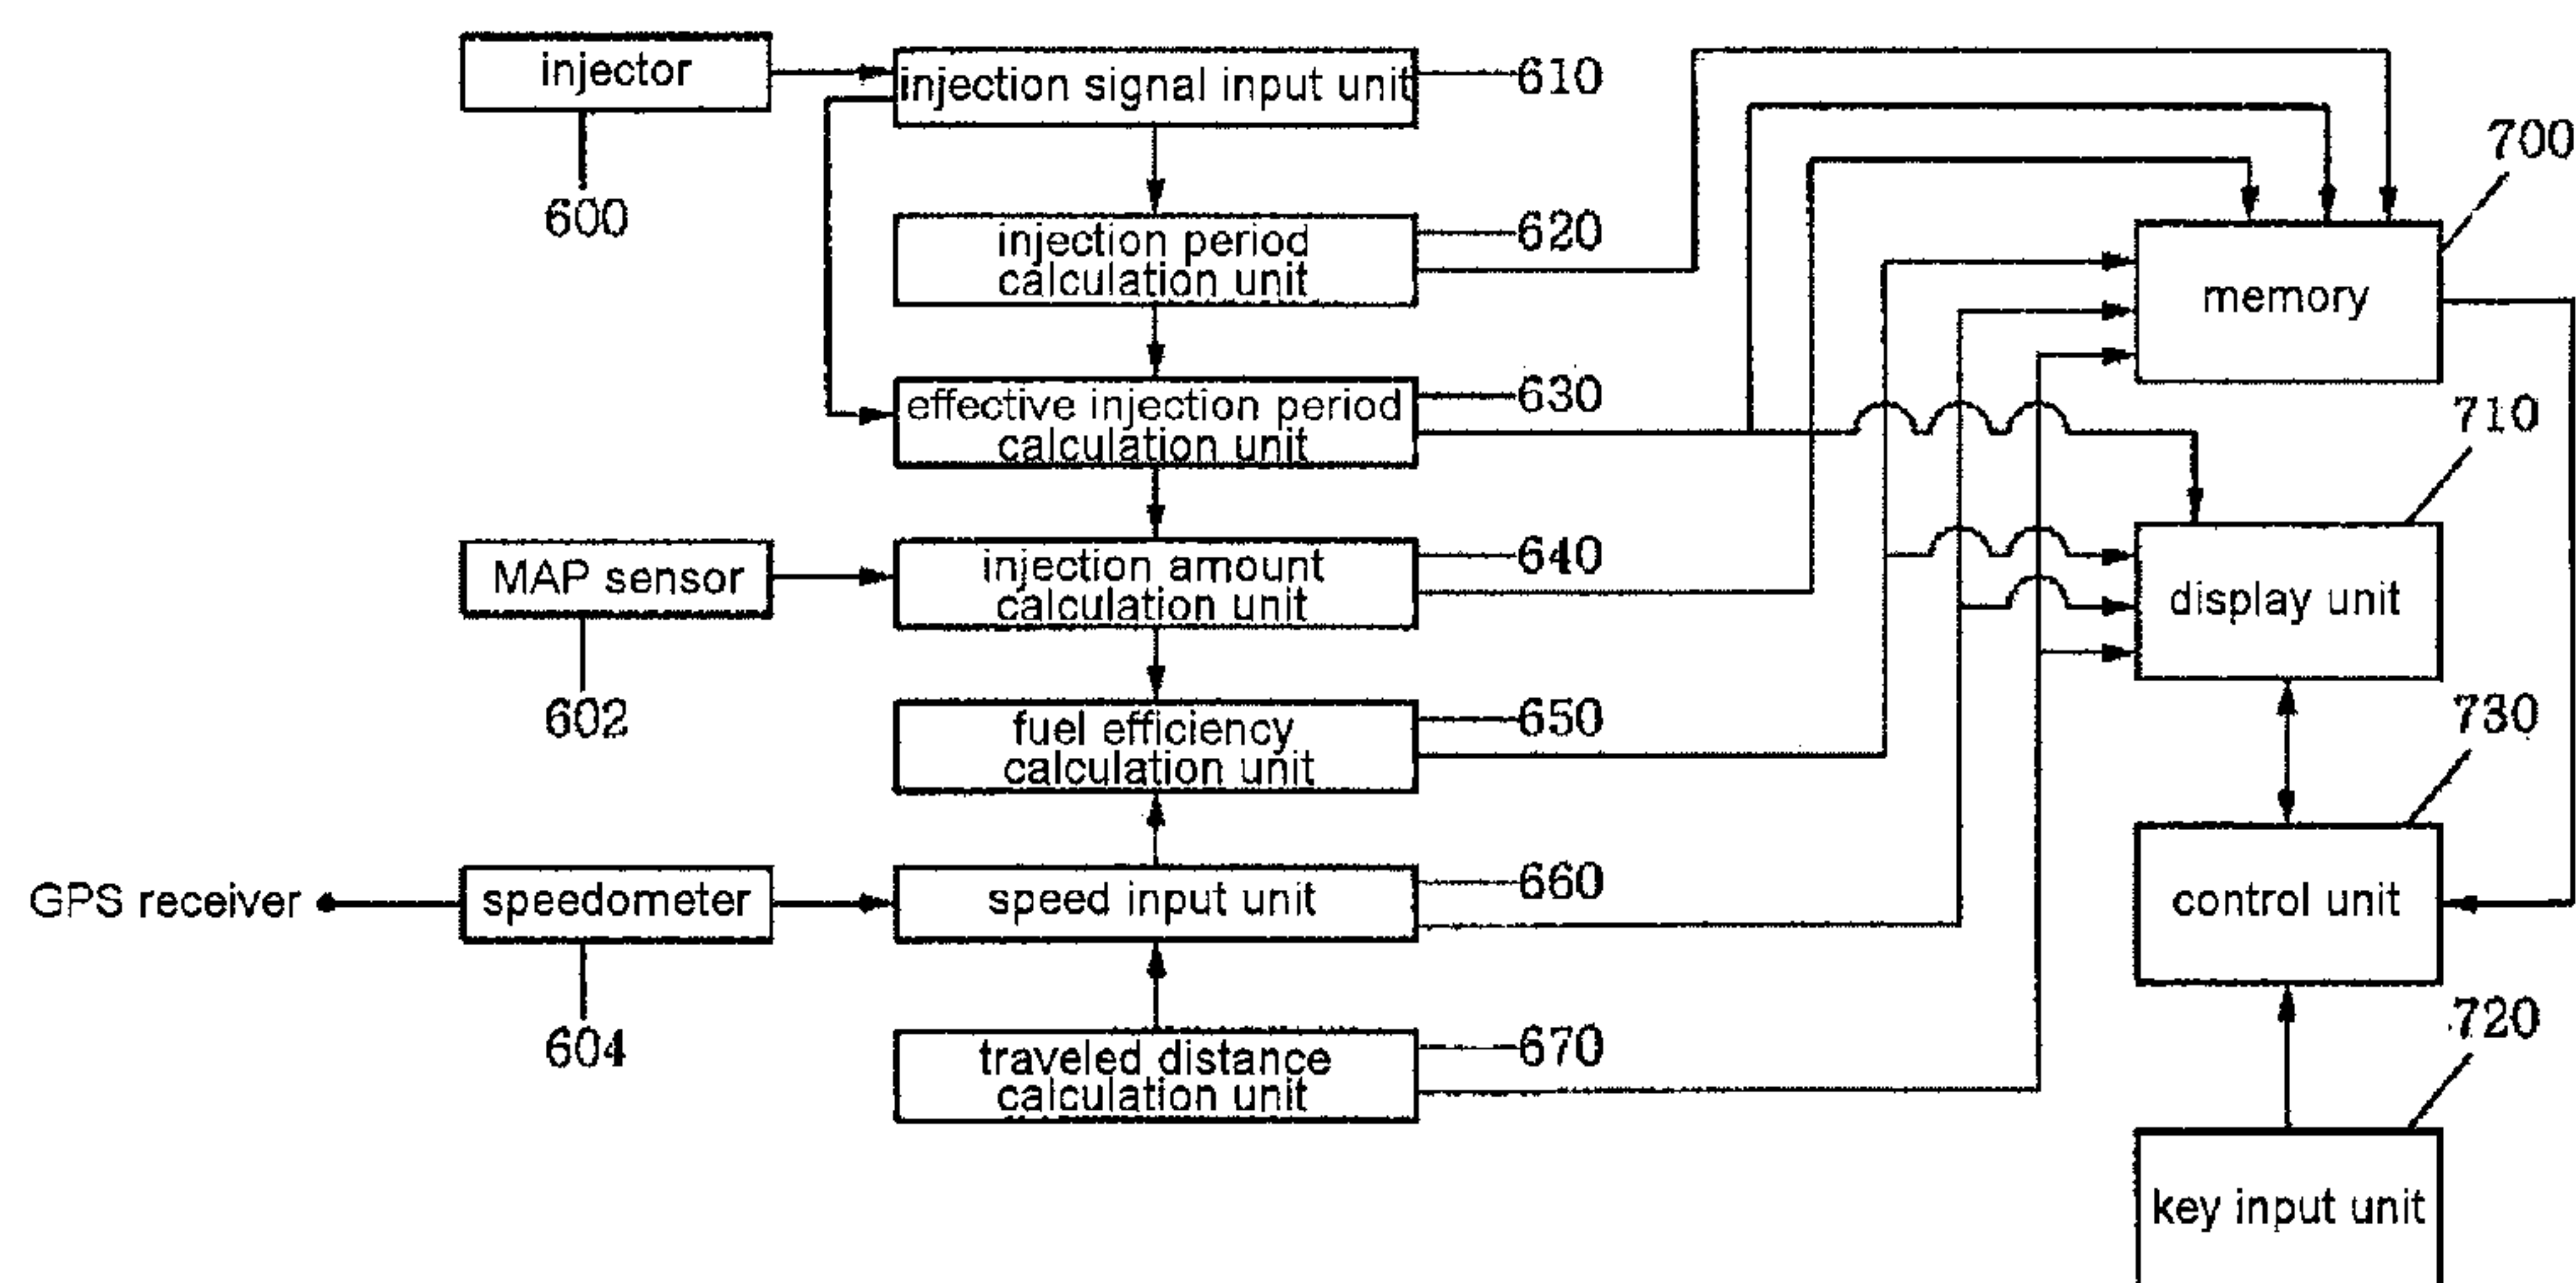 injector
600
injection signal input unit
610
injection period
calculation unit
620
effective injection period
calculation unit
630
MAP sensor
602
injection amount
calculation unit
640
fuel efficiency
calculation unit
650
GPS receiver
speedometer
604
speed input unit
660
traveled distance
calculation unit
670
700
memory
710
display unit
730
control unit
720
key input unit